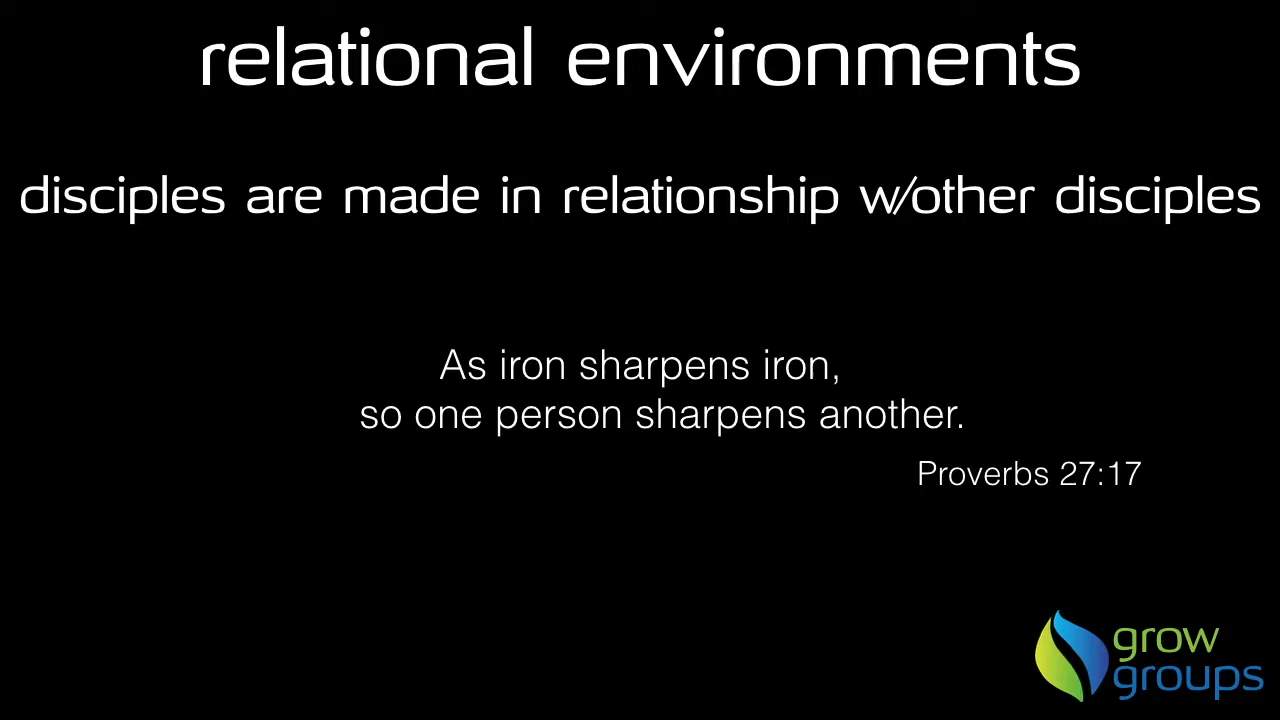 relational environments
disciples are made in relationship w/other disciples
As iron sharpens iron,
so one person sharpens another.
Proverbs 27:17
grow
groups